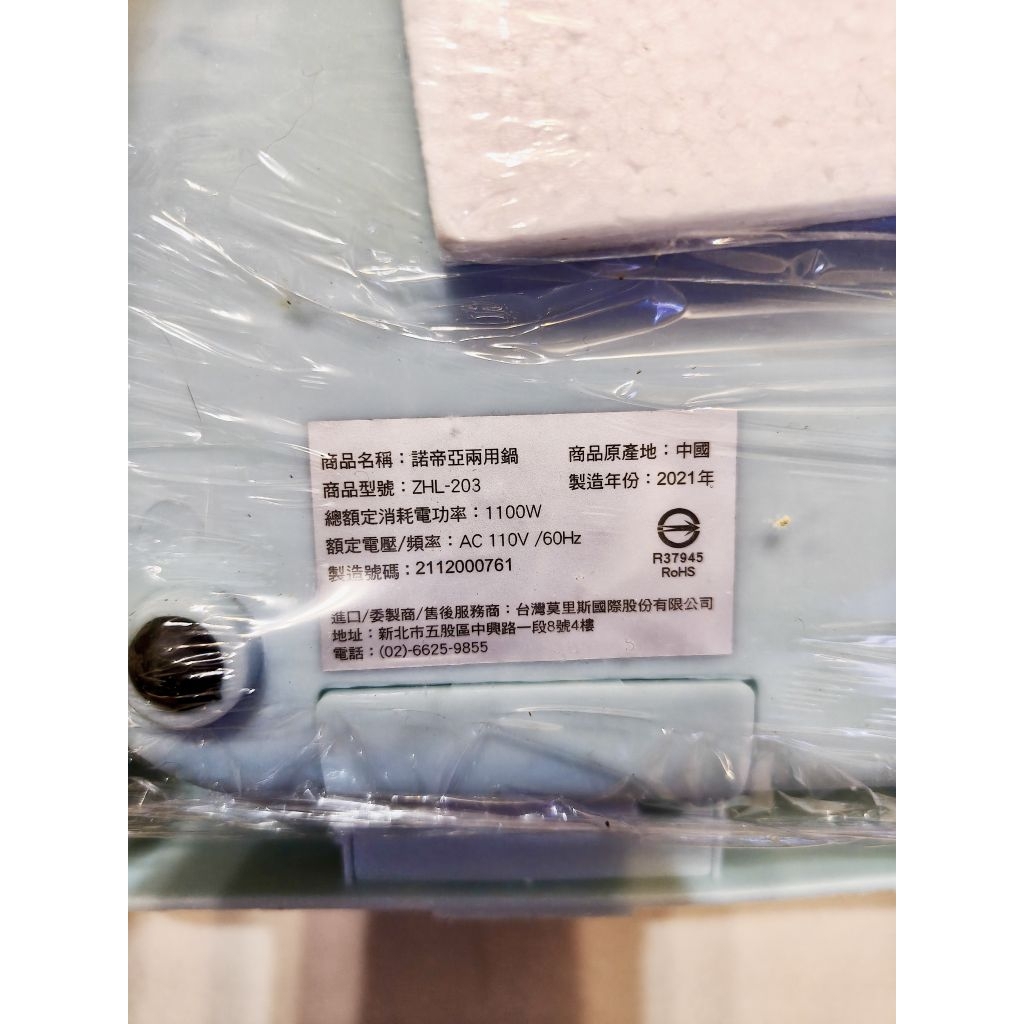 商品名稱：諾帝亞兩用鍋 商品原產地：中國
商品型號：ZHL-203 製造年份：2021年
總額定消耗電功率：1100W
額定電壓/頻率：AC 110V /60Hz
製造號碼：2112000761
R37945
RoHS
進口/委製商/售後服務商：台灣莫里斯國際股份有限公司
地址：新北市五股區中興路一段8號4樓
電話：(02)-6625-9855